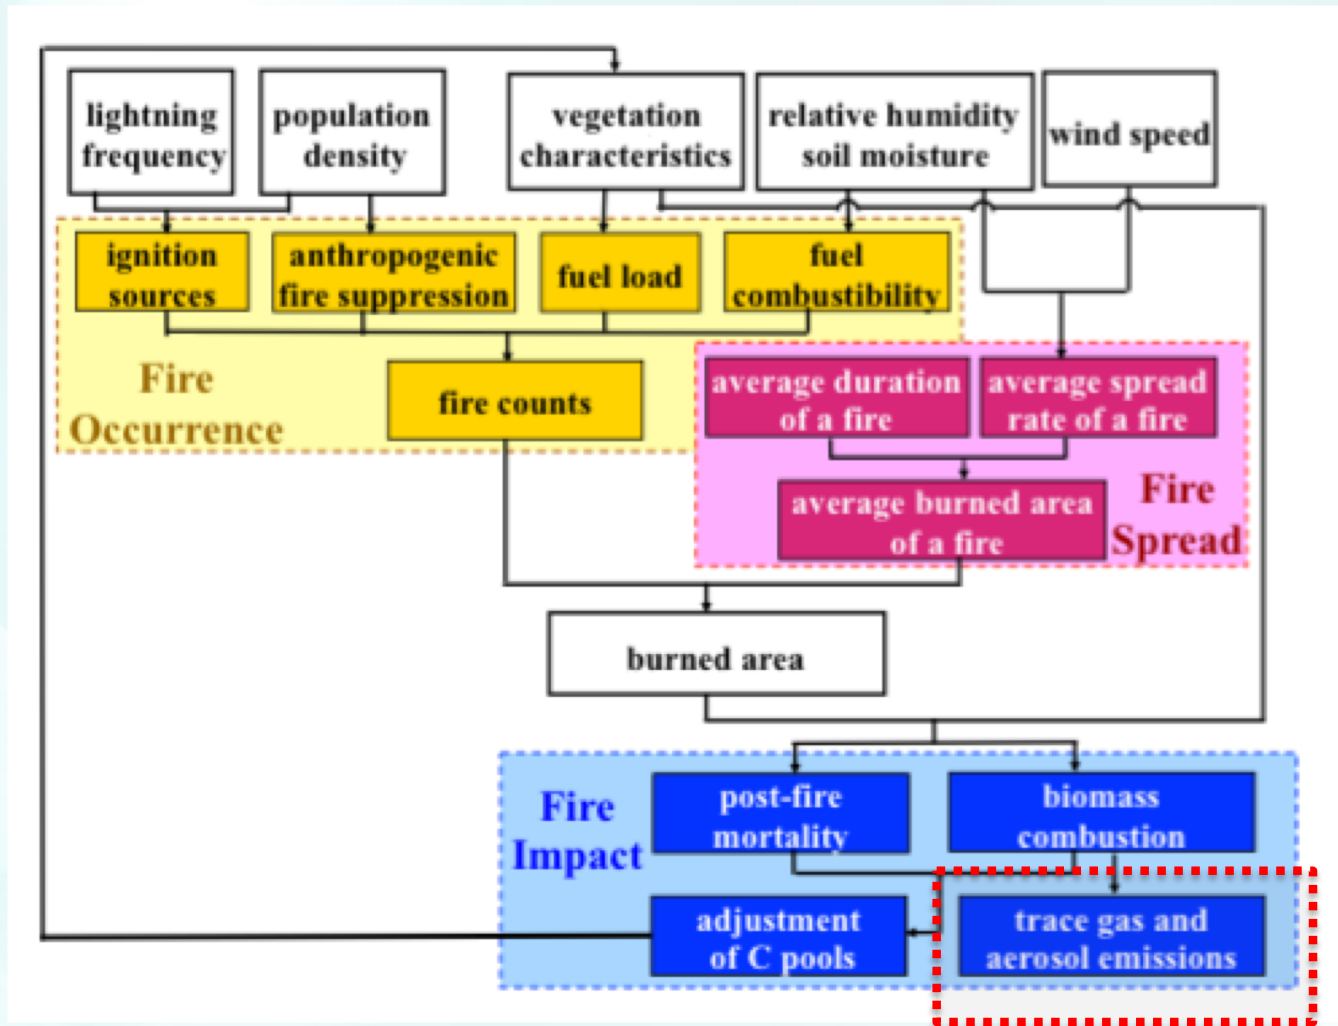 lightning
frequency
population
density
vegetation
characteristics
relative humidity
soil moisture
wind speed
ignition
sources
anthropogenic
fire suppression
fuel load
fuel
combustibility
Fire
Occurrence
fire counts
average duration
of a fire
average spread
rate of a fire
average burned area
of a fire
Fire
Spread
burned area
Fire
Impact
post-fire
mortality
biomass
combustion
adjustment
of C pools
trace gas and
aerosol emissions